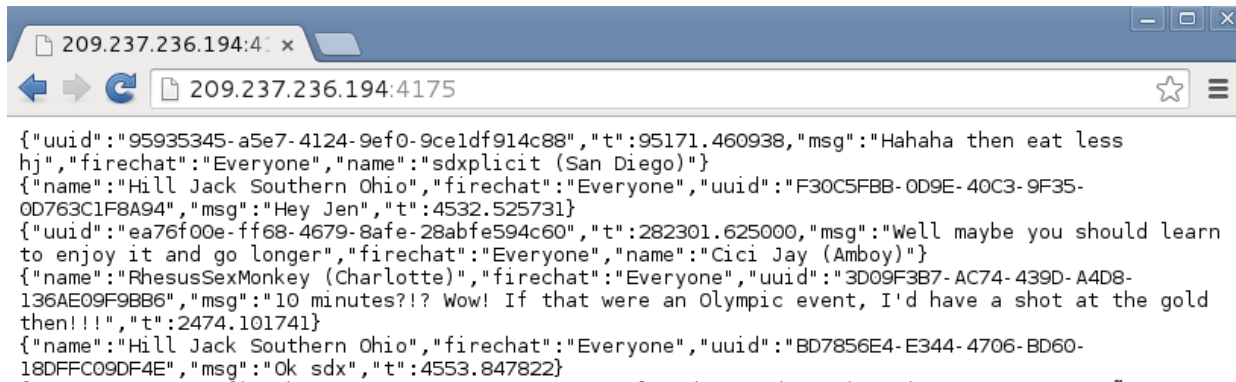 209.237.236.194:41
209.237.236.194:4175
{"uuid":"95935345-a5e7-4124-9ef0-9ce1df914c88","t":95171.460938,"msg":"Hahaha then eat less
hj","firechat":"Everyone","name":"sdxplicit (San Diego)"}
{"name":"Hill Jack Southern Ohio","firechat":"Everyone","uuid":"F30C5FBB-0D9E-40C3-9F35-
0D763C1F8A94","msg":"Hey Jen","t":4532.525731}
{"uuid":"ea76f00e-ff68-4679-8afe-28abfe594c60","t":282301.625000,"msg":"Well maybe you should learn
to enjoy it and go longer","firechat":"Everyone","name":"Cici Jay (Amboy)"}
{"name":"RhesusSexMonkey (Charlotte)","firechat":"Everyone","uuid":"3D09F3B7-AC74-439D-A4D8-
136AE09F9BB6","msg":"10 minutes?!? Wow! If that were an Olympic event, I'd have a shot at the gold
then!!!","t":2474.101741}
{"name":"Hill Jack Southern Ohio","firechat":"Everyone","uuid":"BD7856E4-E344-4706-BD60-
18DFFC09DF4E","msg":"Ok sdx","t":4553.847822}